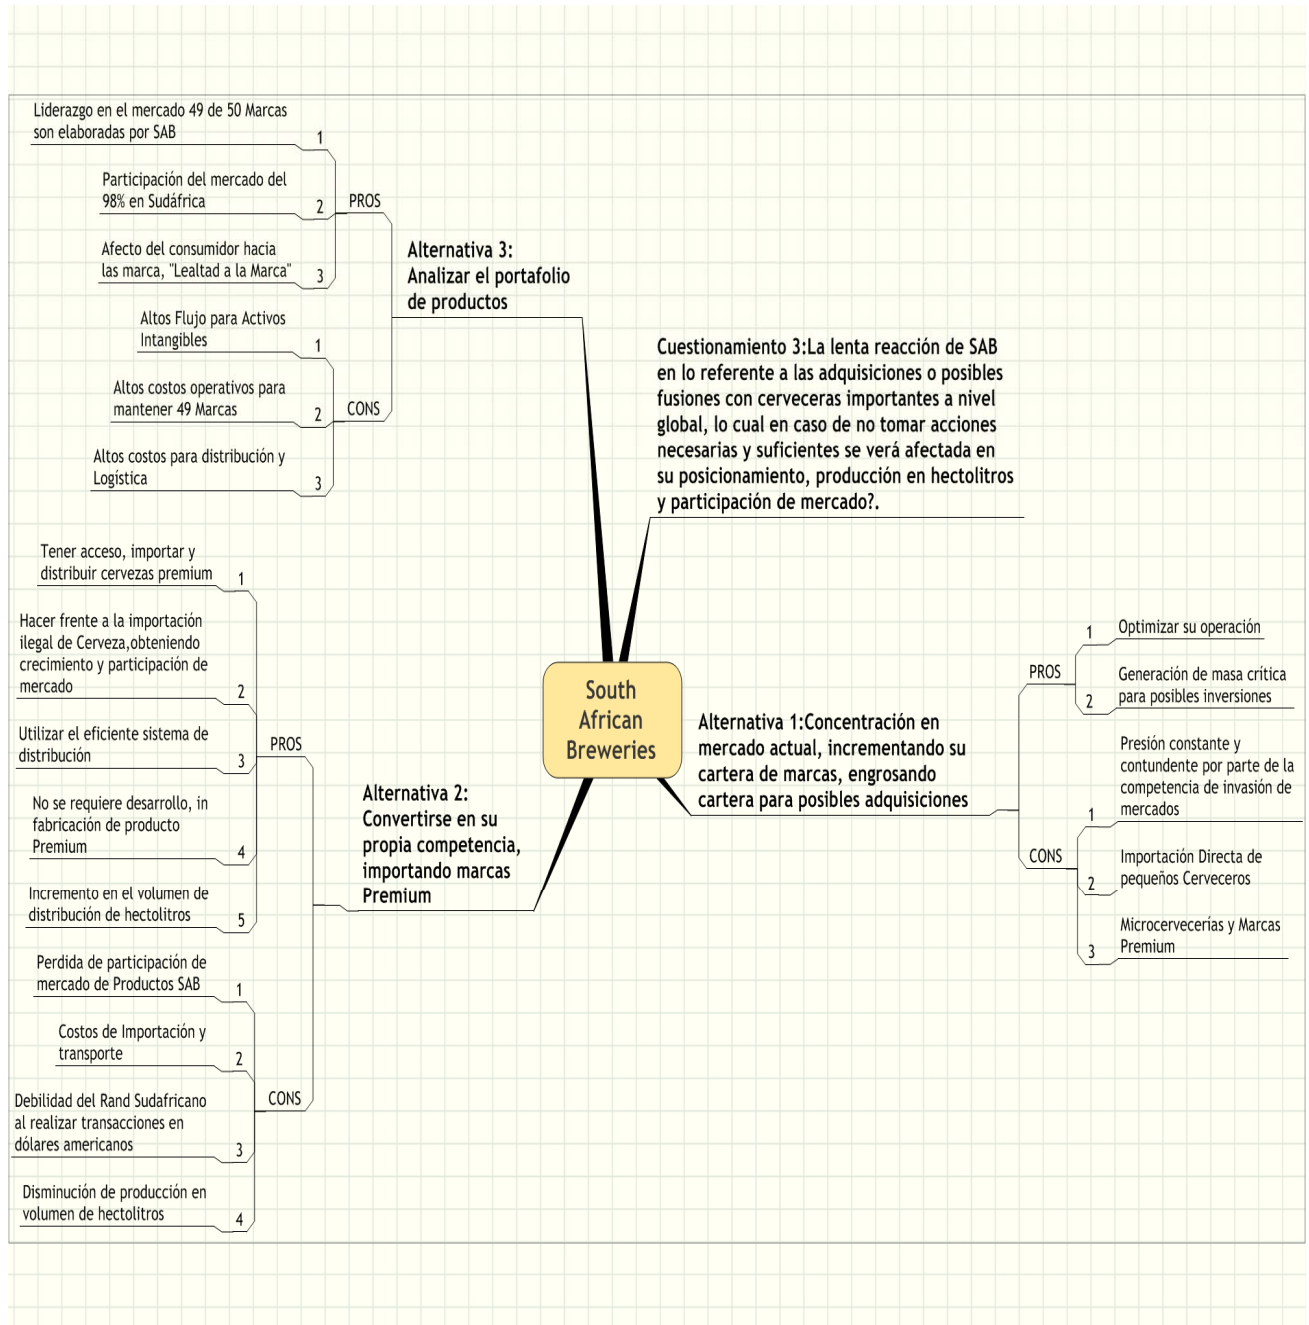 South
African
Breweries
Cuestionamiento 3:La lenta reacción de SAB
en lo referente a las adquisiciones o posibles
fusiones con cerveceras importantes a nivel
global, lo cual en caso de no tomar acciones
necesarias y suficientes se verá afectada en
su posicionamiento, producción en hectolitros
y participación de mercado?.
Alternativa 1:Concentración en
mercado actual, incrementando su
cartera de marcas, engrosando
cartera para posibles adquisiciones
PROS
1
Optimizar su operación
2
Generación de masa crítica
para posibles inversiones
CONS
1
Presión constante y
contundente por parte de la
competencia de invasión de
mercados
2
Importación Directa de
pequeños Cerveceros
3
Microcervecerías y Marcas
Premium
Alternativa 2:
Convertirse en su
propia competencia,
importando marcas
Premium
PROS
Tener acceso, importar y
distribuir cervezas premium
1
Hacer frente a la importación
ilegal de Cerveza,obteniendo
crecimiento y participación de
mercado
2
Utilizar el eficiente sistema de
distribución
3
No se requiere desarrollo, in
fabricación de producto
Premium
4
Incremento en el volumen de
distribución de hectolitros
5
CONS
Perdida de participación de
mercado de Productos SAB
1
Costos de Importación y
transporte
2
Debilidad del Rand Sudafricano
al realizar transacciones en
dólares americanos
3
Disminución de producción en
volumen de hectolitros
4
Alternativa 3:
Analizar el portafolio
de productos
PROS
Liderazgo en el mercado 49 de 50 Marcas
son elaboradas por SAB
1
Participación del mercado del
98% en Sudáfrica
2
Afecto del consumidor hacia
las marca, "Lealtad a la Marca"
3
CONS
Altos Flujo para Activos
Intangibles
1
Altos costos operativos para
mantener 49 Marcas
2
Altos costos para distribución y
Logística
3